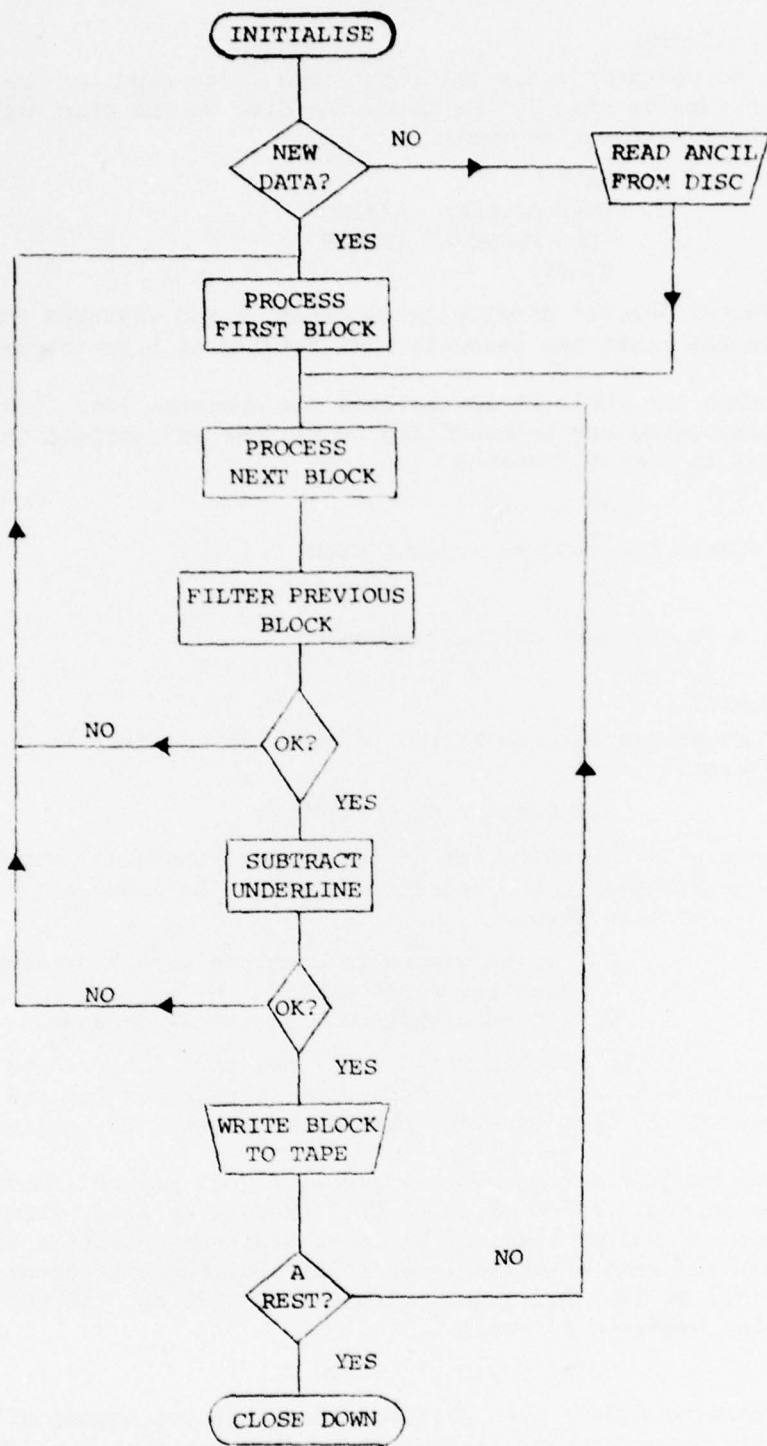 INITIALISE
NEW
DATA?
NO
READ ANCIL
FROM DISC
YES
PROCESS
FIRST BLOCK
PROCESS
NEXT BLOCK
FILTER PREVIOUS
BLOCK
OK?
NO
YES
SUBTRACT
UNDERLINE
OK?
NO
YES
WRITE BLOCK
TO TAPE
A
REST?
NO
YES
CLOSE DOWN